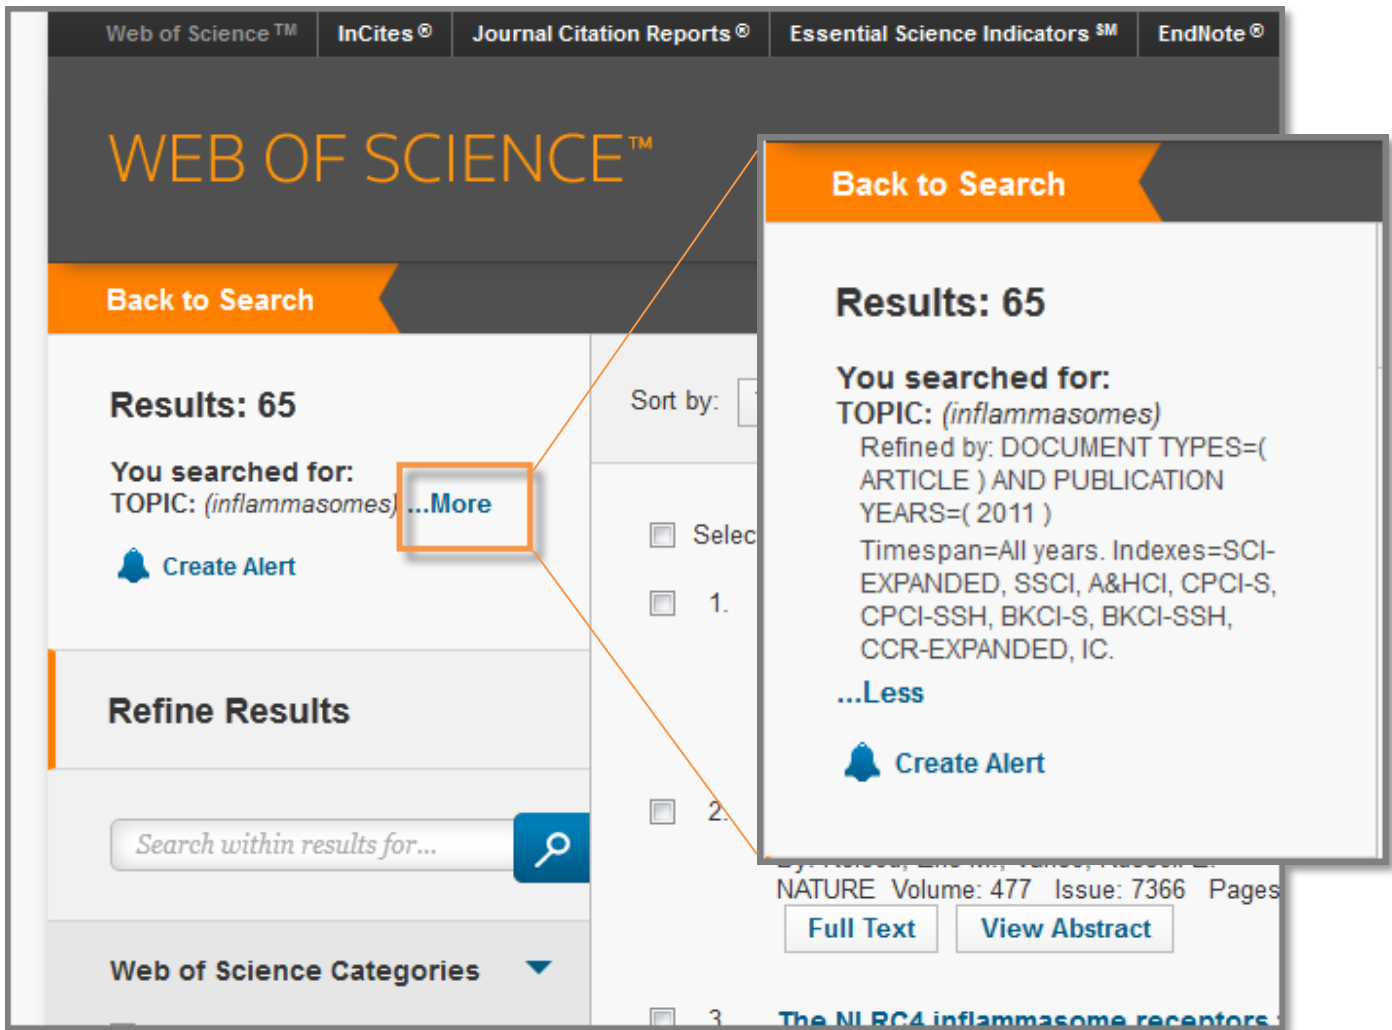 Web of Science™ InCites® Journal Citation Reports® Essential Science Indicators ℠ EndNote®
WEB OF SCIENCE™
Back to Search
Results: 65
You searched for:
TOPIC: (inflammasomes) ...More
Create Alert
Refine Results
Search within results for...
Web of Science Categories
Sort by:
Selec
1.
2.
NATURE Volume: 477 Issue: 7366 Pages
Full Text View Abstract
3.
The NLRC4 inflammasome receptors
Back to Search
Results: 65
You searched for:
TOPIC: (inflammasomes)
Refined by: DOCUMENT TYPES=(
ARTICLE ) AND PUBLICATION
YEARS=( 2011 )
Timespan=All years. Indexes=SCI-
EXPANDED, SSCI, A&HCI, CPCI-S,
CPCI-SSH, BKCI-S, BKCI-SSH,
CCR-EXPANDED, IC.
...Less
Create Alert